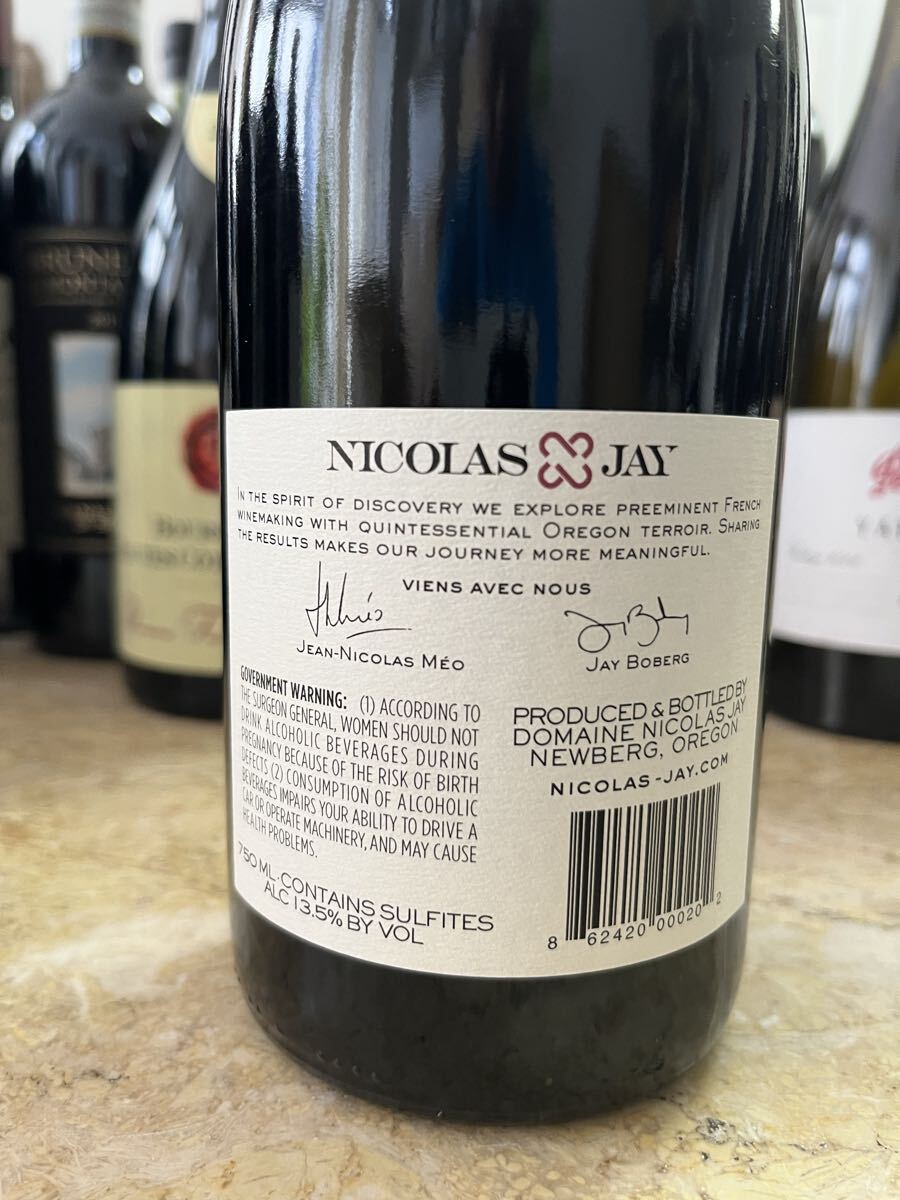 NICOLAS JAY
IN THE SPIRIT OF DISCOVERY WE EXPLORE PREEMINENT FRENCH
WINEMAKING WITH QUINTESSENTIAL OREGON TERROIR. SHARING
THE RESULTS MAKES OUR JOURNEY MORE MEANINGFUL.
VIENS AVEC NOUS
JEAN-NICOLAS MÉO
JAY BOBERG
GOVERNMENT WARNING: (1) ACCORDING TO
THE SURGEON GENERAL, WOMEN SHOULD NOT
DRINK ALCOHOLIC BEVERAGES DURING
PREGNANCY BECAUSE OF THE RISK OF BIRTH
DEFECTS (2) CONSUMPTION OF ALCOHOLIC
BEVERAGES IMPAIRS YOUR ABILITY TO DRIVE A
CAR OR OPERATE MACHINERY, AND MAY CAUSE
HEALTH PROBLEMS.
750 ML · CONTAINS SULFITES
ALC 13.5% BY VOL
PRODUCED & BOTTLED BY
DOMAINE NICOLAS JAY
NEWBERG, OREGON
NICOLAS-JAY.COM
8 62420 00020 2